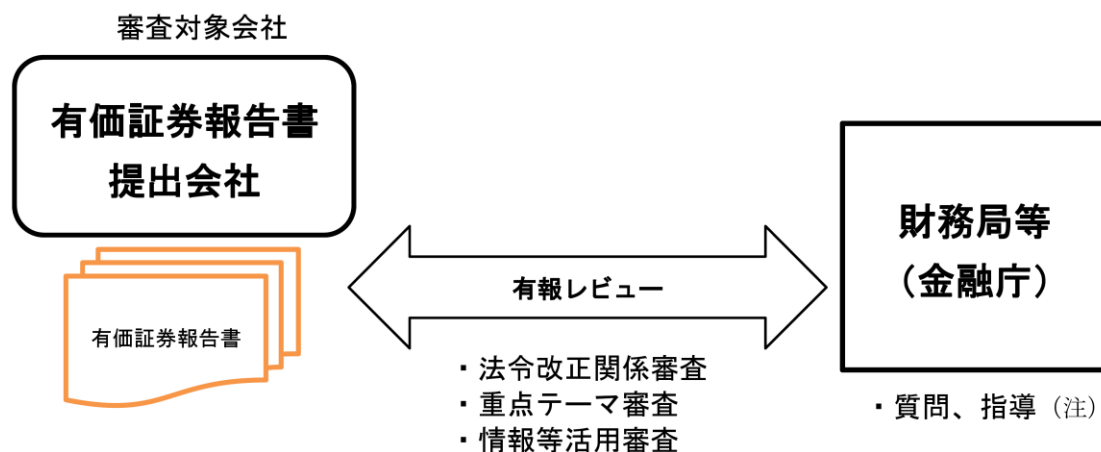 審査対象会社
有価証券報告書
提出会社
有価証券報告書
有報レビュー
・法令改正関係審査
・重点テーマ審査
・情報等活用審査
財務局等
（金融庁）
・質問、指導（注）